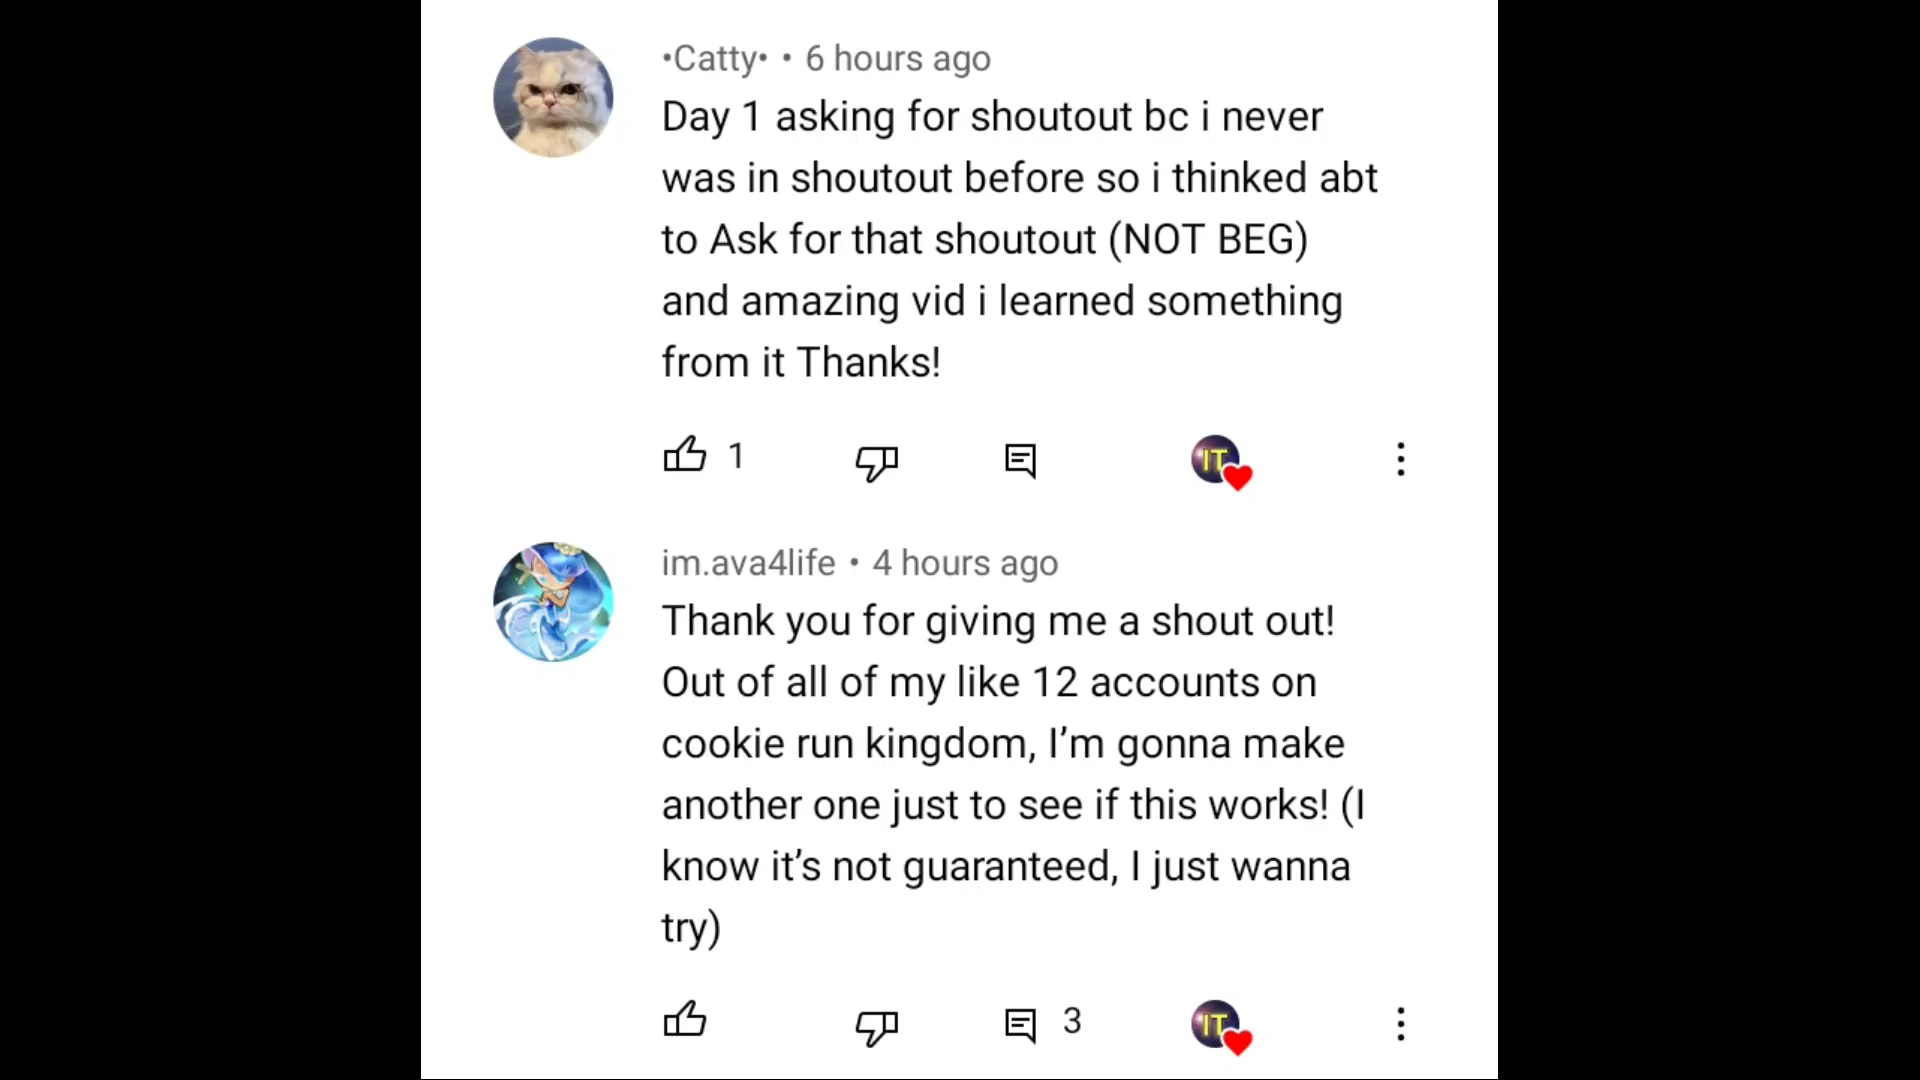 •Catty• • 6 hours ago
Day 1 asking for shoutout bc i never
was in shoutout before so i thinked abt
to Ask for that shoutout (NOT BEG)
and amazing vid i learned something
from it Thanks!
1
IT
im.ava4life • 4 hours ago
Thank you for giving me a shout out!
Out of all of my like 12 accounts on
cookie run kingdom, I’m gonna make
another one just to see if this works! (I
know it’s not guaranteed, I just wanna
try)
3
IT